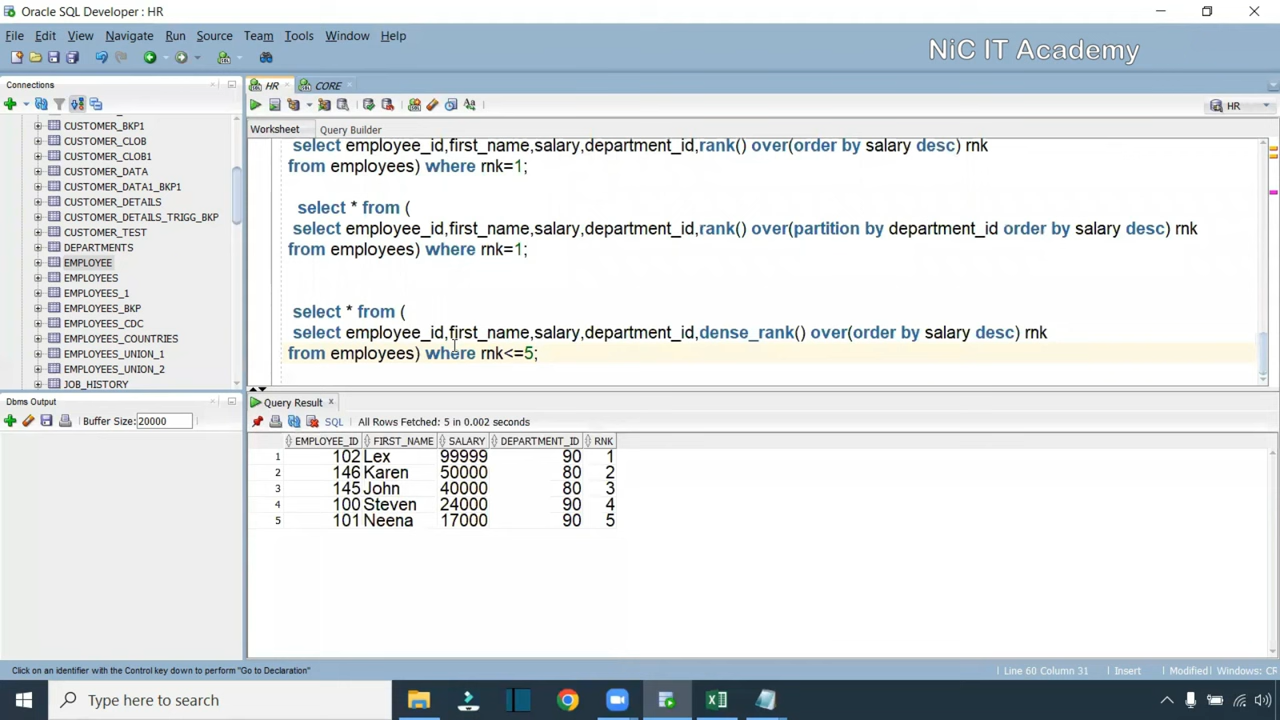 Oracle SQL Developer: HR
File Edit View Navigate Run Source Team Tools Window Help
NiC IT Academy
Connections
HR
CORE
HR
Worksheet Query Builder
CUSTOMER_BKP1
CUSTOMER_CLOB
CUSTOMER_CLOB1
CUSTOMER_DATA
CUSTOMER_DATA1_BKP1
CUSTOMER_DETAILS
CUSTOMER_DETAILS_TRIGG_BKP
CUSTOMER_TEST
DEPARTMENTS
EMPLOYEE
EMPLOYEES
EMPLOYEES_1
EMPLOYEES_BKP
EMPLOYEES_CDC
EMPLOYEES_COUNTRIES
EMPLOYEES_UNION_1
EMPLOYEES_UNION_2
JOB_HISTORY
select employee_id,first_name,salary,department_id,rank() over(order by salary desc) rnk
from employees) where rnk=1;
select * from (
select employee_id,first_name,salary,department_id,rank() over(partition by department_id order by salary desc) rnk
from employees) where rnk=1;
select * from (
select employee_id,first_name,salary,department_id,dense_rank() over(order by salary desc) rnk
from employees) where rnk<=5;
Dbms Output
Buffer Size: 20000
Query Result
SQL All Rows Fetched: 5 in 0.002 seconds
EMPLOYEE_ID FIRST_NAME SALARY DEPARTMENT_ID RNK
1 102 Lex 99999 90 1
2 146 Karen 50000 80 2
3 145 John 40000 80 3
4 100 Steven 24000 90 4
5 101 Neena 17000 90 5
Click on an identifier with the Control key down to perform "Go to Declaration"
Line 60 Column 31 Insert Modified Windows: CR
Type here to search